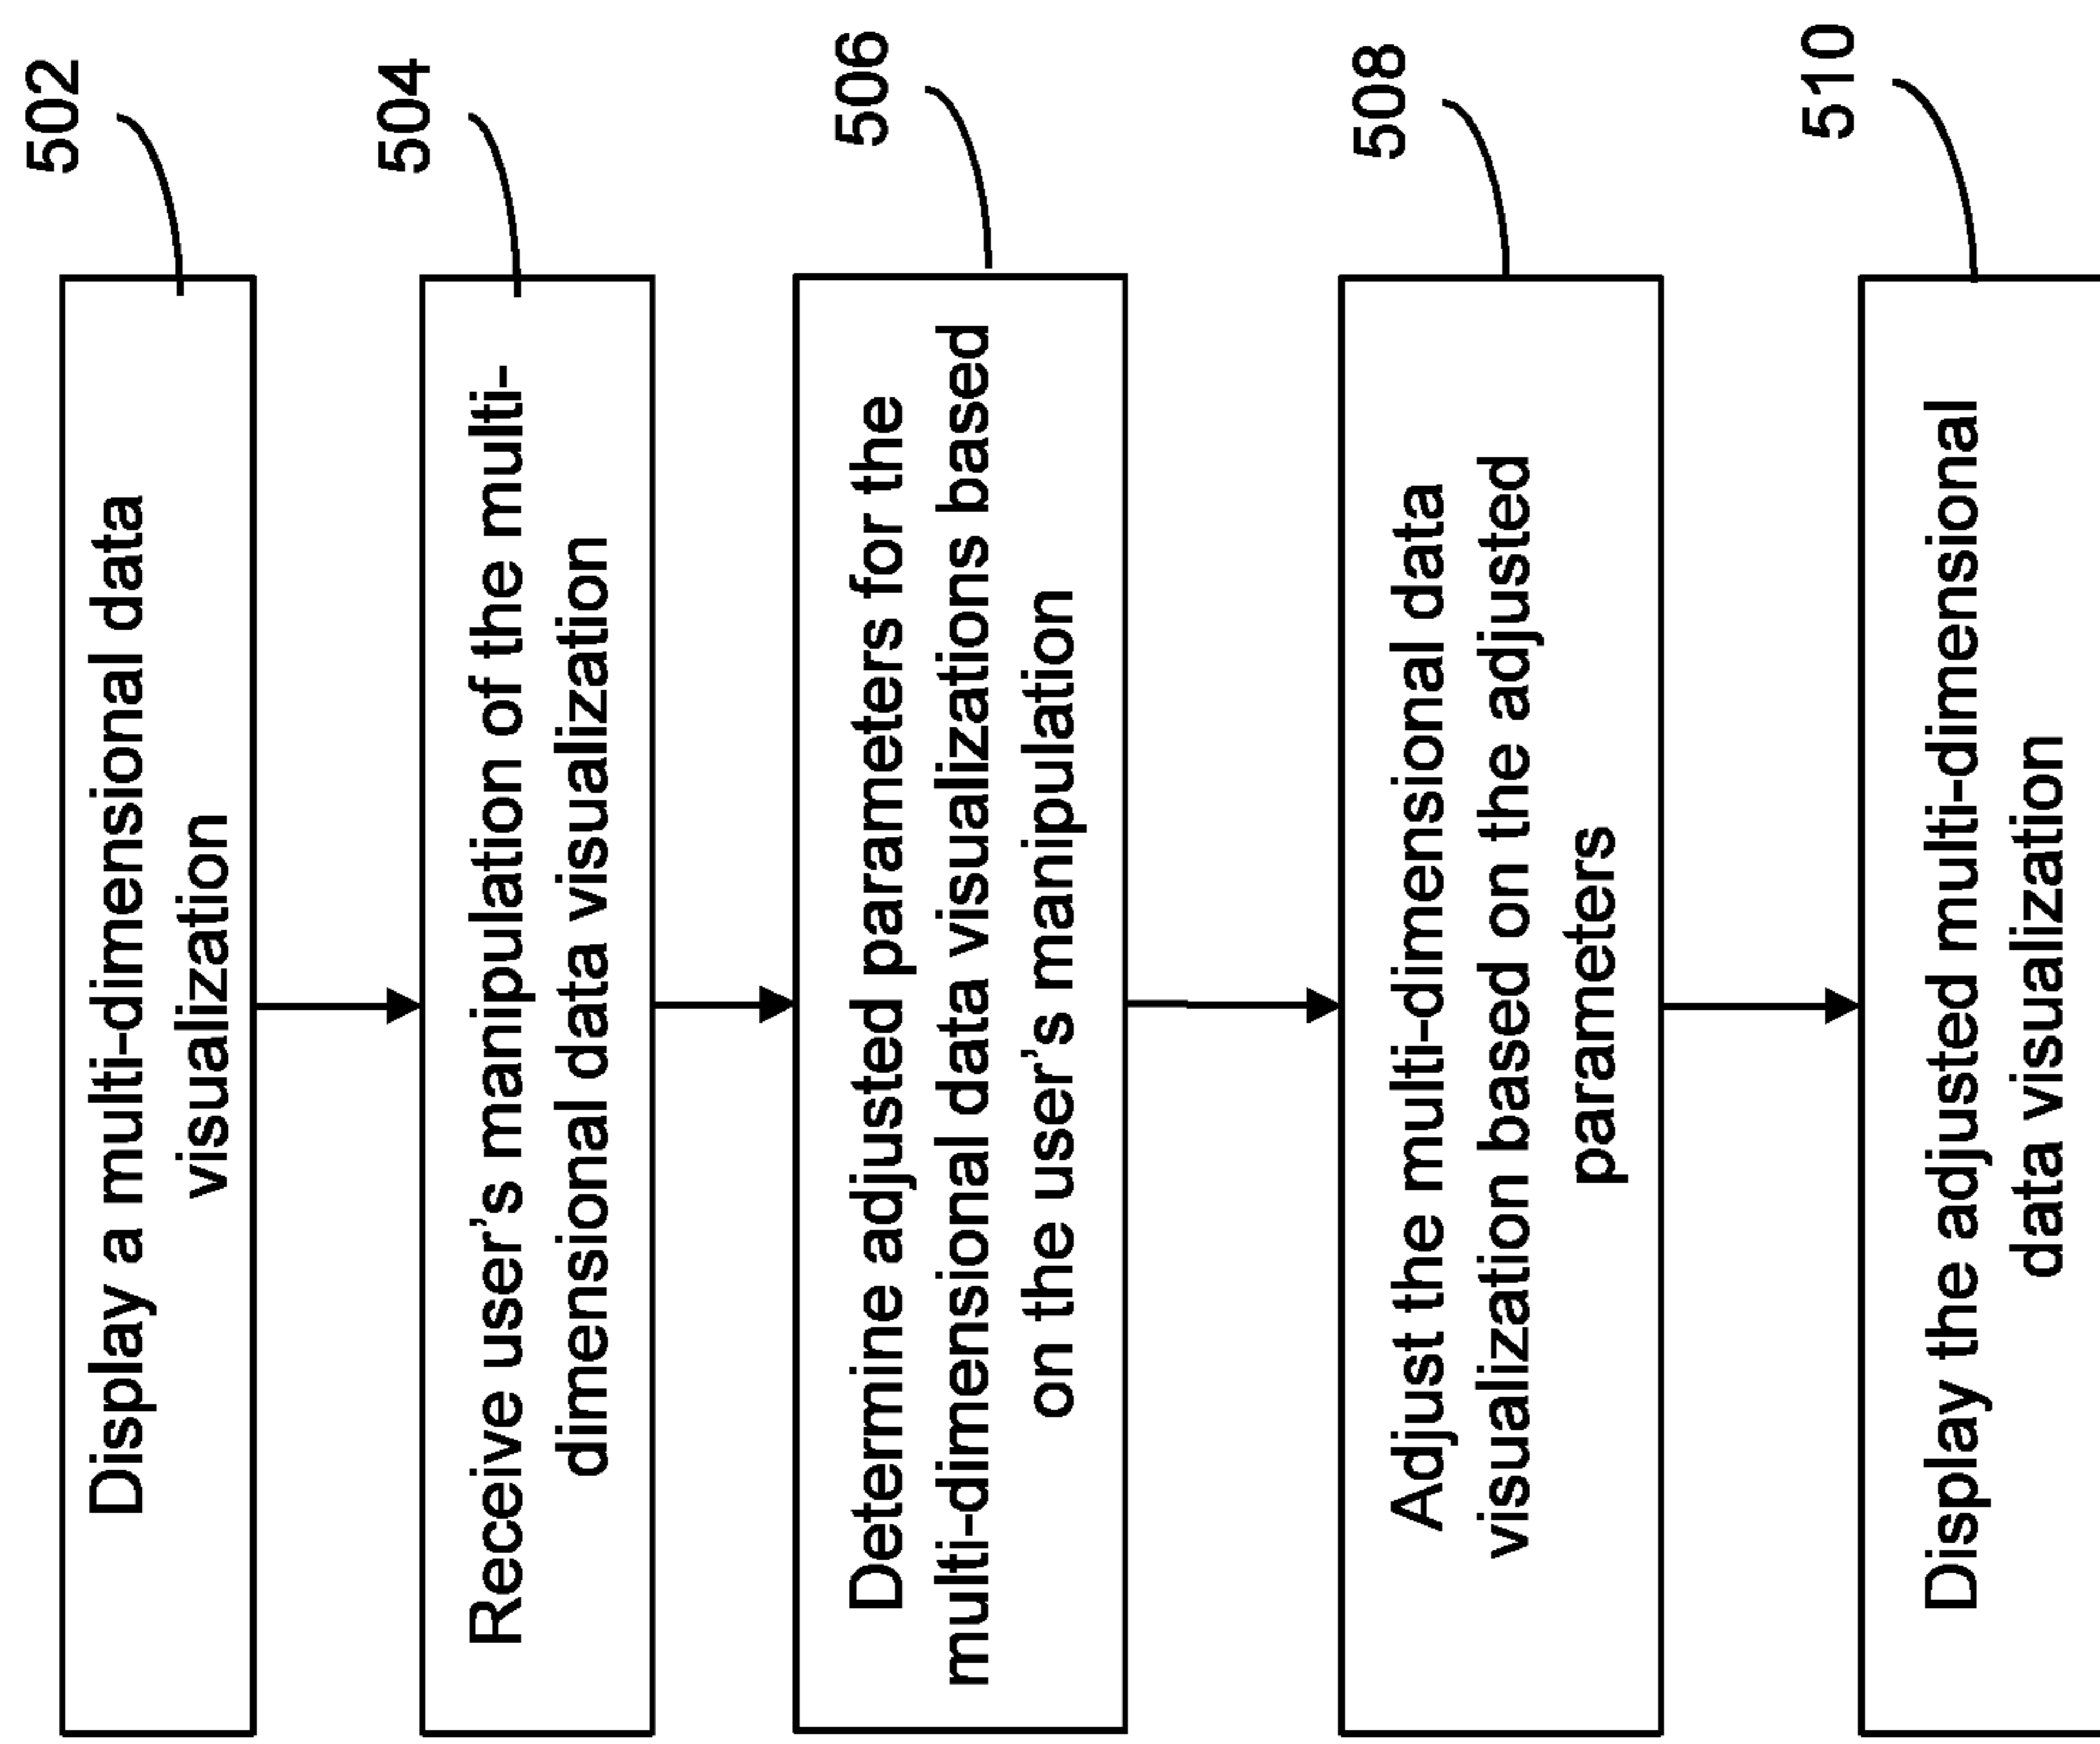 502
Display a multi-dimensional data
visualization
504
Receive user's manipulation of the multi-
dimensional data visualization
506
Determine adjusted parameters for the
multi-dimensional data visualizations based
on the user's manipulation
508
Adjust the multi-dimensional data
visualization based on the adjusted
parameters
510
Display the adjusted multi-dimensional
data visualization